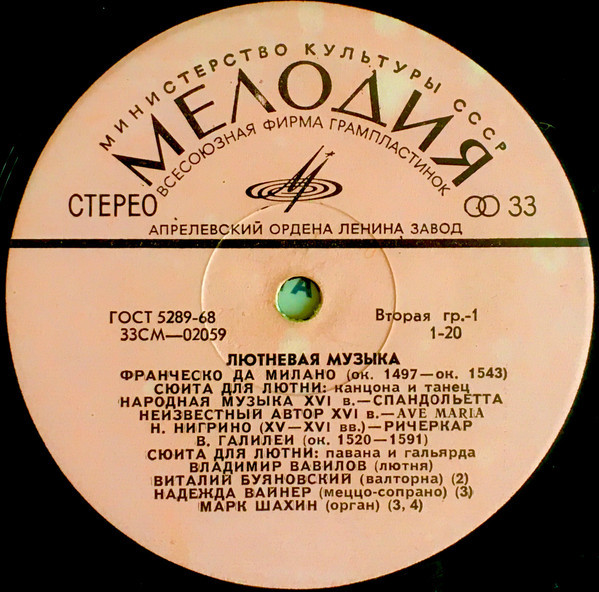 МИНИСТЕРСТВО КУЛЬТУРЫ СССР
МЕЛОДИЯ
ВСЕСОЮЗНАЯ ФИРМА ГРАМПЛАСТИНОК
СТЕРЕО
33
АПРЕЛЕВСКИЙ ОРДЕНА ЛЕНИНА ЗАВОД
А
ГОСТ 5289-68
Вторая гр.-1
33СМ—02059
1-20
ЛЮТНЕВАЯ МУЗЫКА
ФРАНЧЕСКО ДА МИЛАНО (ок. 1497—ок. 1543)
СЮИТА ДЛЯ ЛЮТНИ: канцона и танец
НАРОДНАЯ МУЗЫКА XVI в.—СПАНДОЛЬЕТТА
НЕИЗВЕСТНЫЙ АВТОР XVI в.—AVE MARIA
Н. НИГРИНО (XV—XVI вв.)—РИЧЕРКАР
В. ГАЛИЛЕИ (ок. 1520—1591)
СЮИТА ДЛЯ ЛЮТНИ: павана и гальярда
ВЛАДИМИР ВАВИЛОВ (лютня)
ВИТАЛИЙ БУЯНОВСКИЙ (валторна) (2)
НАДЕЖДА ВАЙНЕР (меццо-сопрано) (3)
МАРК ШАХИН (орган) (3, 4)